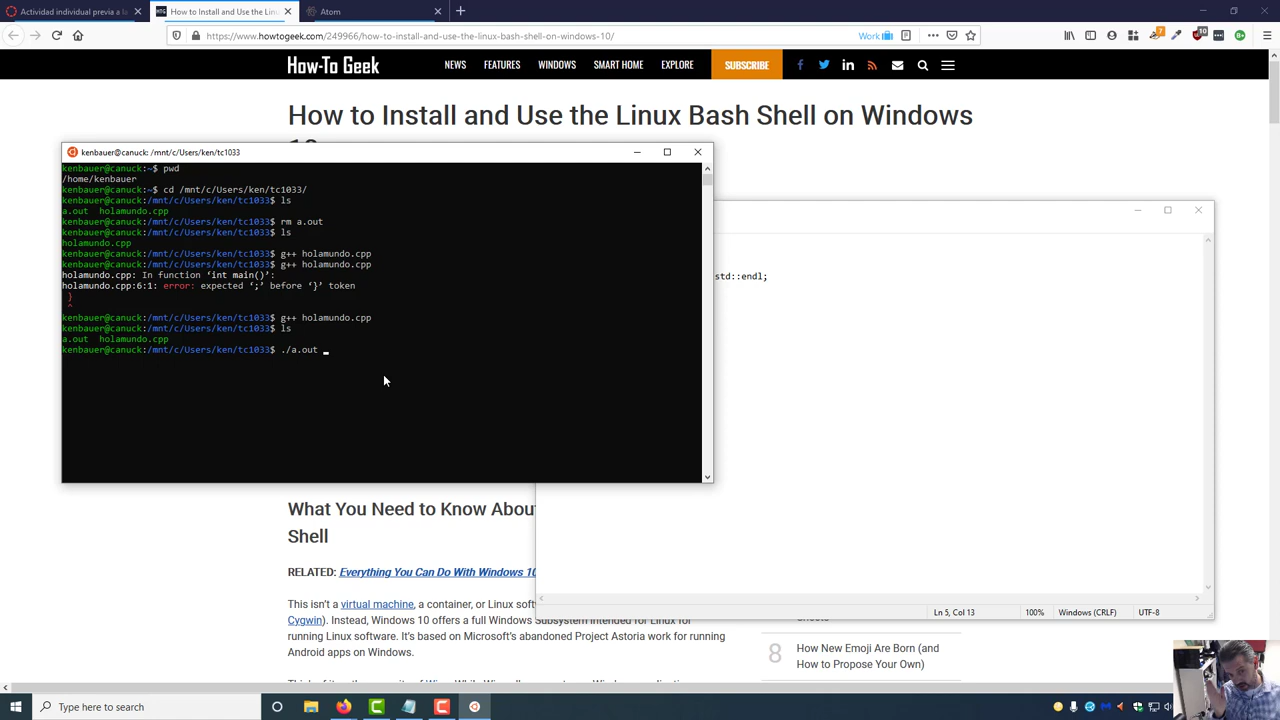 Actividad individual previa a la
How to Install and Use the Linu
Atom
https://www.howtogeek.com/249966/how-to-install-and-use-the-linux-bash-shell-on-windows-10/
Work
7
10
How-To Geek
NEWS
FEATURES
WINDOWS
SMART HOME
EXPLORE
SUBSCRIBE
How to Install and Use the Linux Bash Shell on Windows
kenbauer@canuck: /mnt/c/Users/ken/tc1033
kenbauer@canuck:~$ pwd
/home/kenbauer
kenbauer@canuck:~$ cd /mnt/c/Users/ken/tc1033/
kenbauer@canuck:/mnt/c/Users/ken/tc1033$ ls
a.out  holamundo.cpp
kenbauer@canuck:/mnt/c/Users/ken/tc1033$ rm a.out
kenbauer@canuck:/mnt/c/Users/ken/tc1033$ ls
holamundo.cpp
kenbauer@canuck:/mnt/c/Users/ken/tc1033$ g++ holamundo.cpp
kenbauer@canuck:/mnt/c/Users/ken/tc1033$ g++ holamundo.cpp
holamundo.cpp: In function ‘int main()’:
holamundo.cpp:6:1: error: expected ‘;’ before ‘}’ token
}
^
kenbauer@canuck:/mnt/c/Users/ken/tc1033$ g++ holamundo.cpp
kenbauer@canuck:/mnt/c/Users/ken/tc1033$ ls
a.out  holamundo.cpp
kenbauer@canuck:/mnt/c/Users/ken/tc1033$ ./a.out _
std::endl;
Ln 5, Col 13
100%
Windows (CRLF)
UTF-8
What You Need to Know Abou
Shell
RELATED: Everything You Can Do With Windows 10
This isn't a virtual machine, a container, or Linux soft
Cygwin). Instead, Windows 10 offers a full Windows Subsystem intended for Linux for
running Linux software. It's based on Microsoft's abandoned Project Astoria work for running
Android apps on Windows.
8
How New Emoji Are Born (and
How to Propose Your Own)
Type here to search